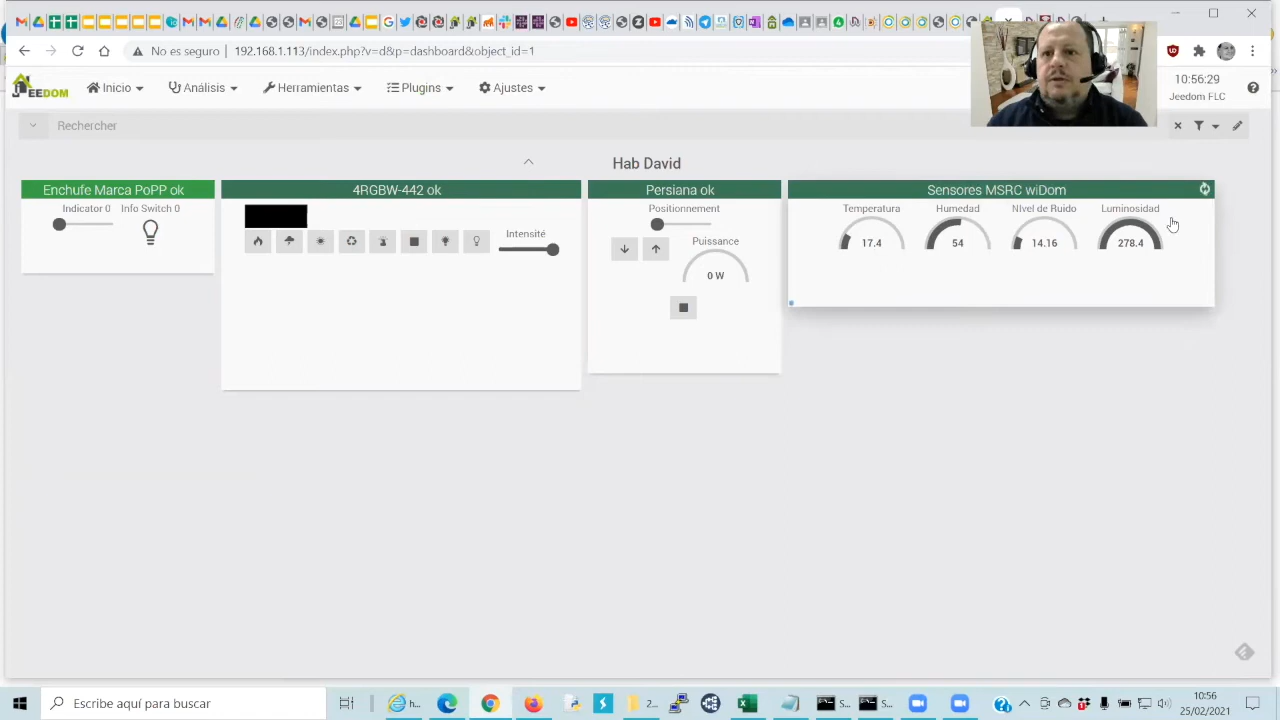 No es seguro 192.168.1.113/index.php?v=d&p=dashboard&object_id=1
JEEDOM Inicio Análisis Herramientas Plugins Ajustes
10:56:29
Jeedom FLC
Rechercher
Hab David
Enchufe Marca PoPP ok
Indicator 0 Info Switch 0
4RGBW-442 ok
Intensité
Persiana ok
Positionnement
Puissance
0 W
Sensores MSRC wiDom
Temperatura Humedad NIvel de Ruido Luminosidad
17.4 54 14.16 278.4
Escribe aquí para buscar
h...
2...
S...
S...
10:56
25/02/2021